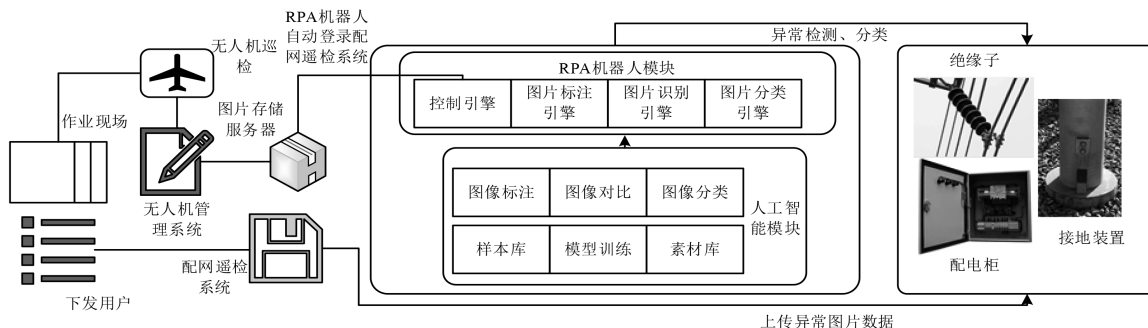 RPA机器人
自动登录配
网遥检系统
无人机巡
检
作业现场
图片存储
服务器
无人机管
理系统
配网遥检
系统
下发用户
RPA机器人模块
控制引擎
图片标注
引擎
图片识别
引擎
图片分类
引擎
图像标注
图像对比
图像分类
样本库
模型训练
素材库
人工智
能模块
异常检测、分类
绝缘子
接地装置
配电柜
上传异常图片数据